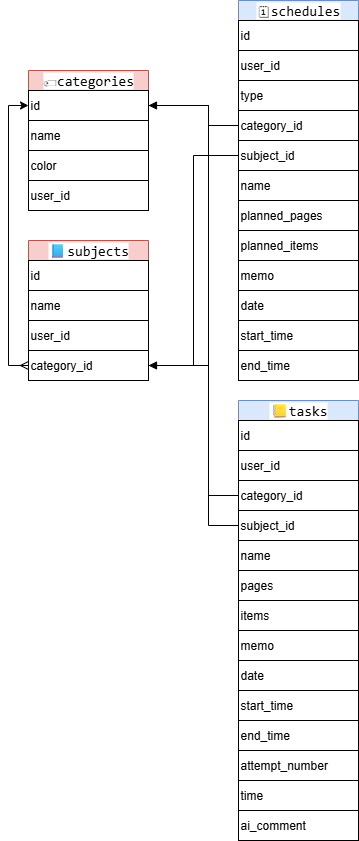 categories
id
name
color
user_id
subjects
id
name
user_id
category_id
schedules
id
user_id
type
category_id
subject_id
name
planned_pages
planned_items
memo
date
start_time
end_time
tasks
id
user_id
category_id
subject_id
name
pages
items
memo
date
start_time
end_time
attempt_number
time
ai_comment